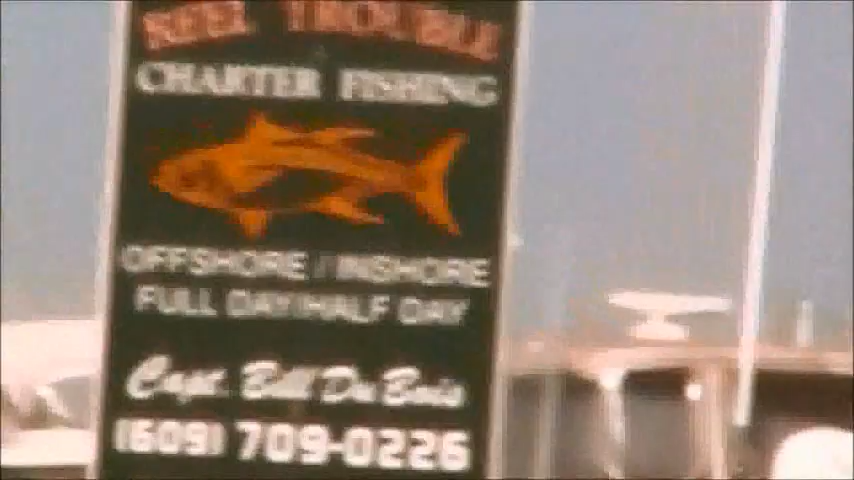 REEL TROUBLE
CHARTER FISHING
OFFSHORE / INSHORE
FULL DAY/HALF DAY
Capt. Bill Du Bois
(609) 709-0226